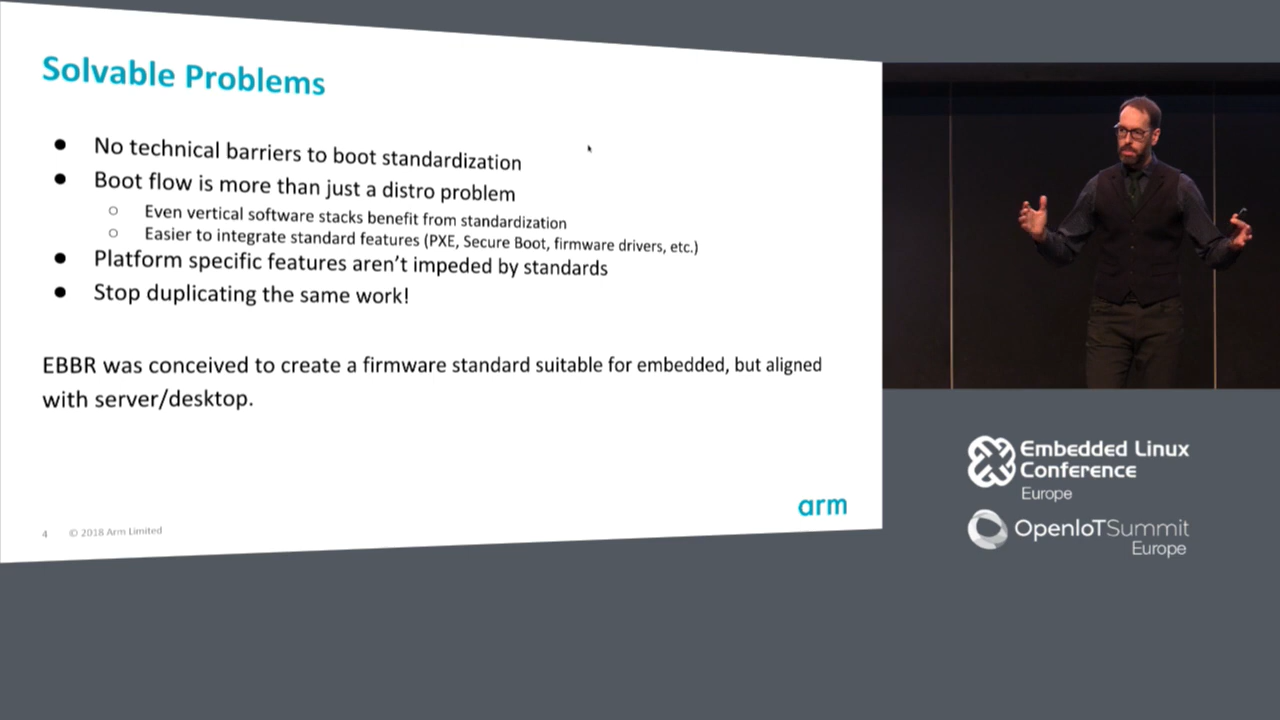 Solvable Problems
● No technical barriers to boot standardization
● Boot flow is more than just a distro problem
○ Even vertical software stacks benefit from standardization
○ Easier to integrate standard features (PXE, Secure Boot, firmware drivers, etc.)
● Platform specific features aren't impeded by standards
● Stop duplicating the same work!
EBBR was conceived to create a firmware standard suitable for embedded, but aligned
with server/desktop.
arm
4 © 2018 Arm Limited
Embedded Linux
Conference
Europe
OpenIoTSummit
Europe